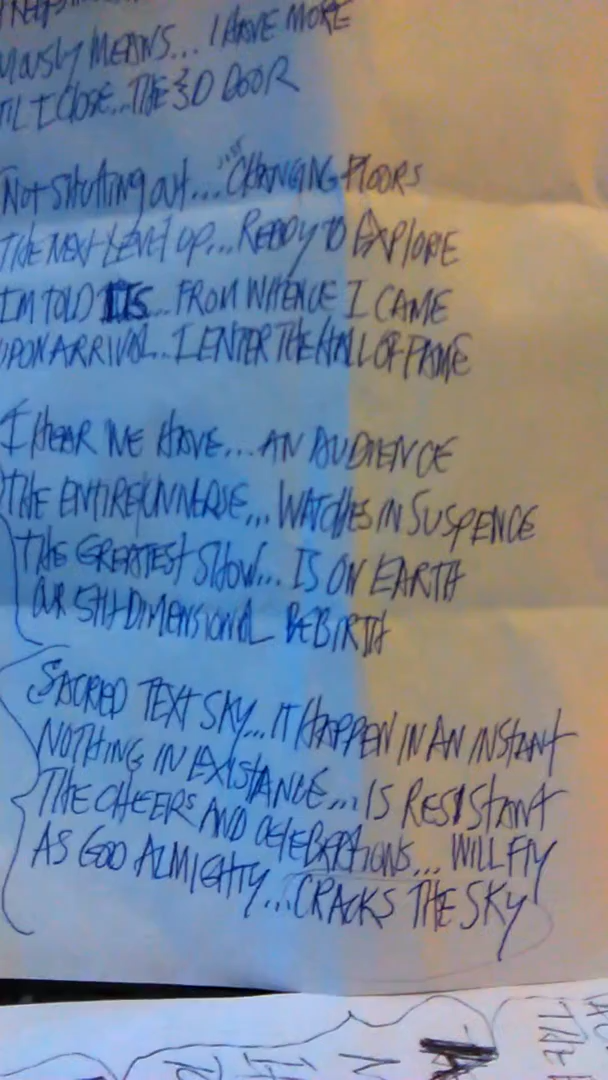 MEANS... I HAVE MORE
TIL I CLOSE...THE 3D DOOR
NOT SHUTTING OUT... CHANGING FLOORS
THE NEXT LEVEL UP... READY TO EXPLORE
IM TOLD ITS... FROM WHENCE I CAME
UPON ARRIVAL.. I ENTER THE HALL OF FAME
I HEAR WE HAVE... AN AUDIENCE
THE ENTIRE UNIVERSE... WATCHES IN SUSPENCE
THE GREATEST SHOW... IS ON EARTH
OUR 5TH DIMENSIONAL REBIRTH
SACRED TEXT SKY... IT HAPPEN IN AN INSTANT
NOTHING IN EXISTANCE... IS RESISTANT
THE CHEERS AND CELEBRATIONS... WILL FLY
AS GOD ALMIGHTY... CRACKS THE SKY